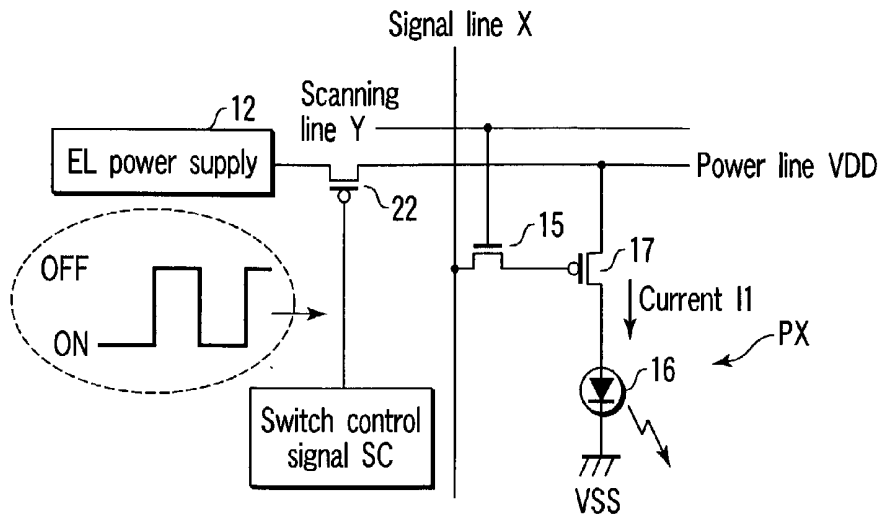 Signal line X
Scanning
line Y
12
EL power supply
Power line VDD
22
15
17
OFF
ON
Current I1
PX
16
Switch control
signal SC
VSS